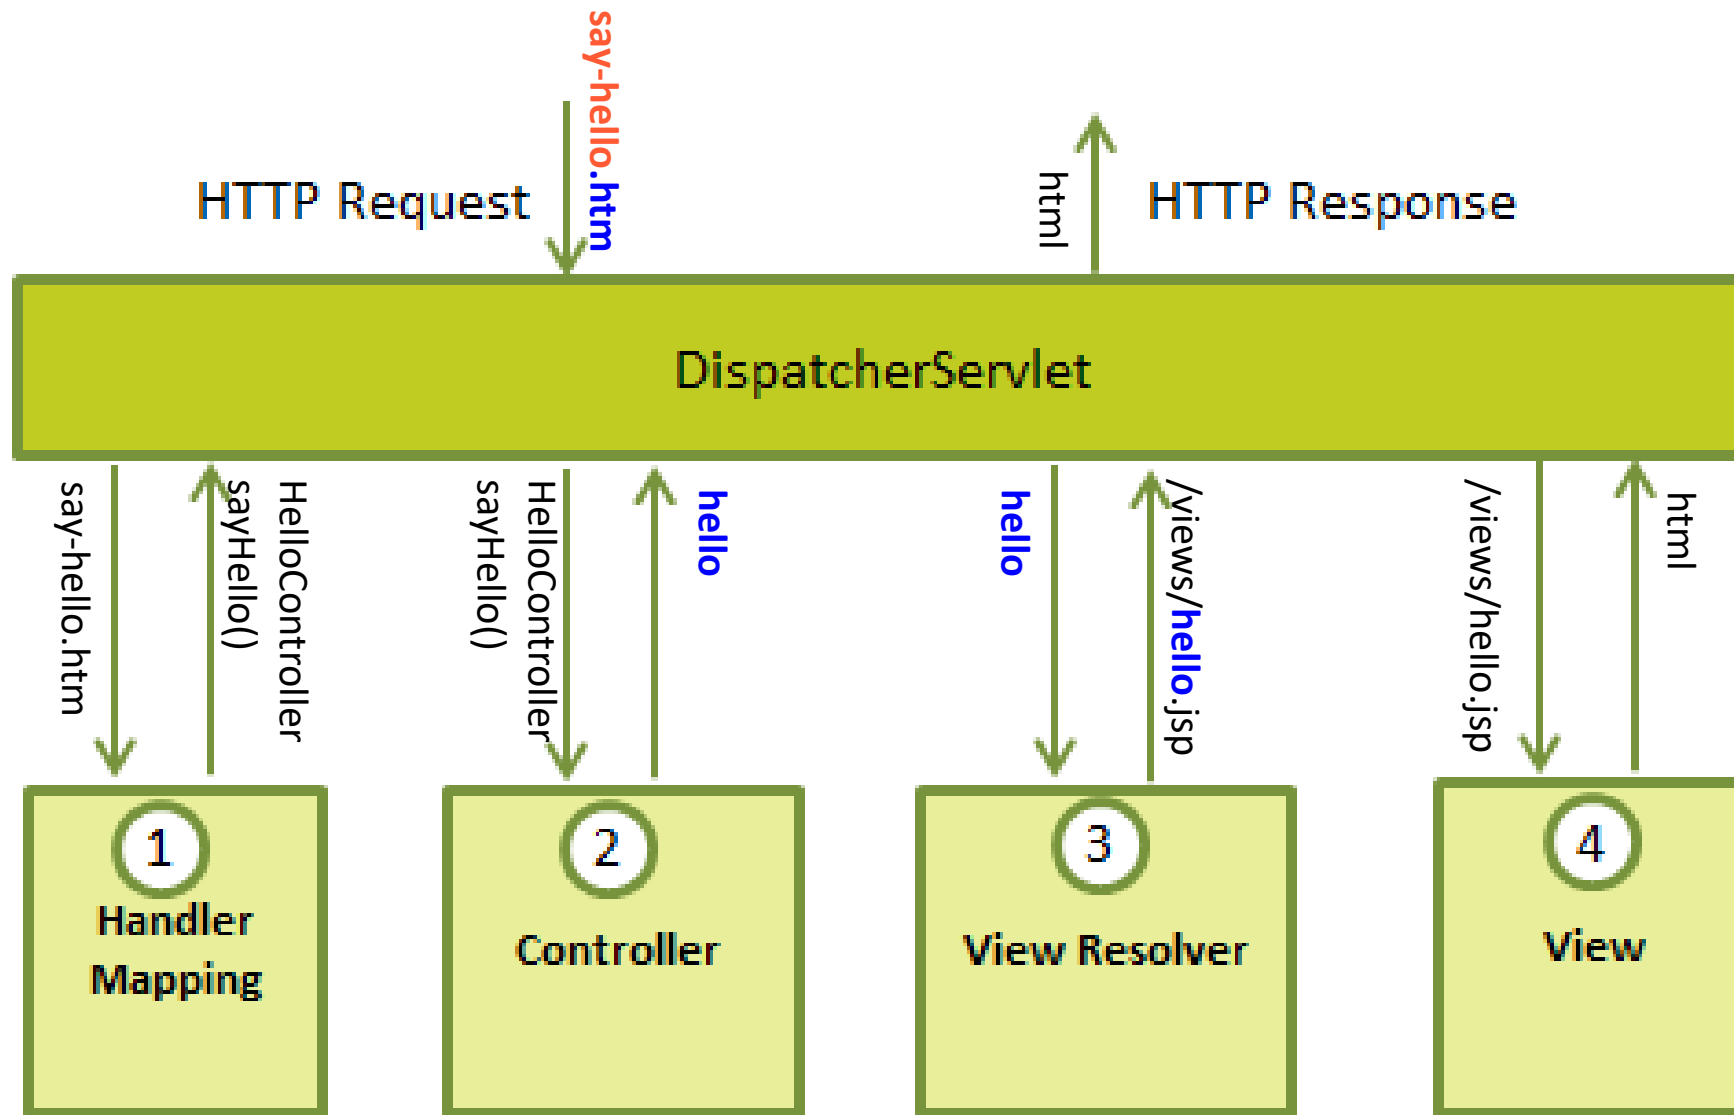 say-hello.htm
HTTP Request
html
HTTP Response
DispatcherServlet
say-hello.htm
HelloController
sayHello()
HelloController
sayHello()
hello
hello
/views/hello.jsp
/views/hello.jsp
html
1
Handler
Mapping
2
Controller
3
View Resolver
4
View